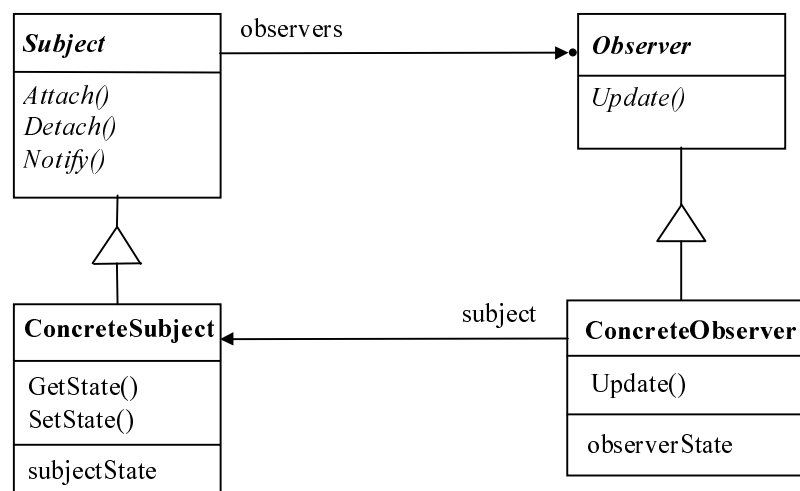 Subject
Attach()
Detach()
Notify()
observers
Observer
Update()
ConcreteSubject
GetState()
SetState()
subjectState
subject
ConcreteObserver
Update()
observerState